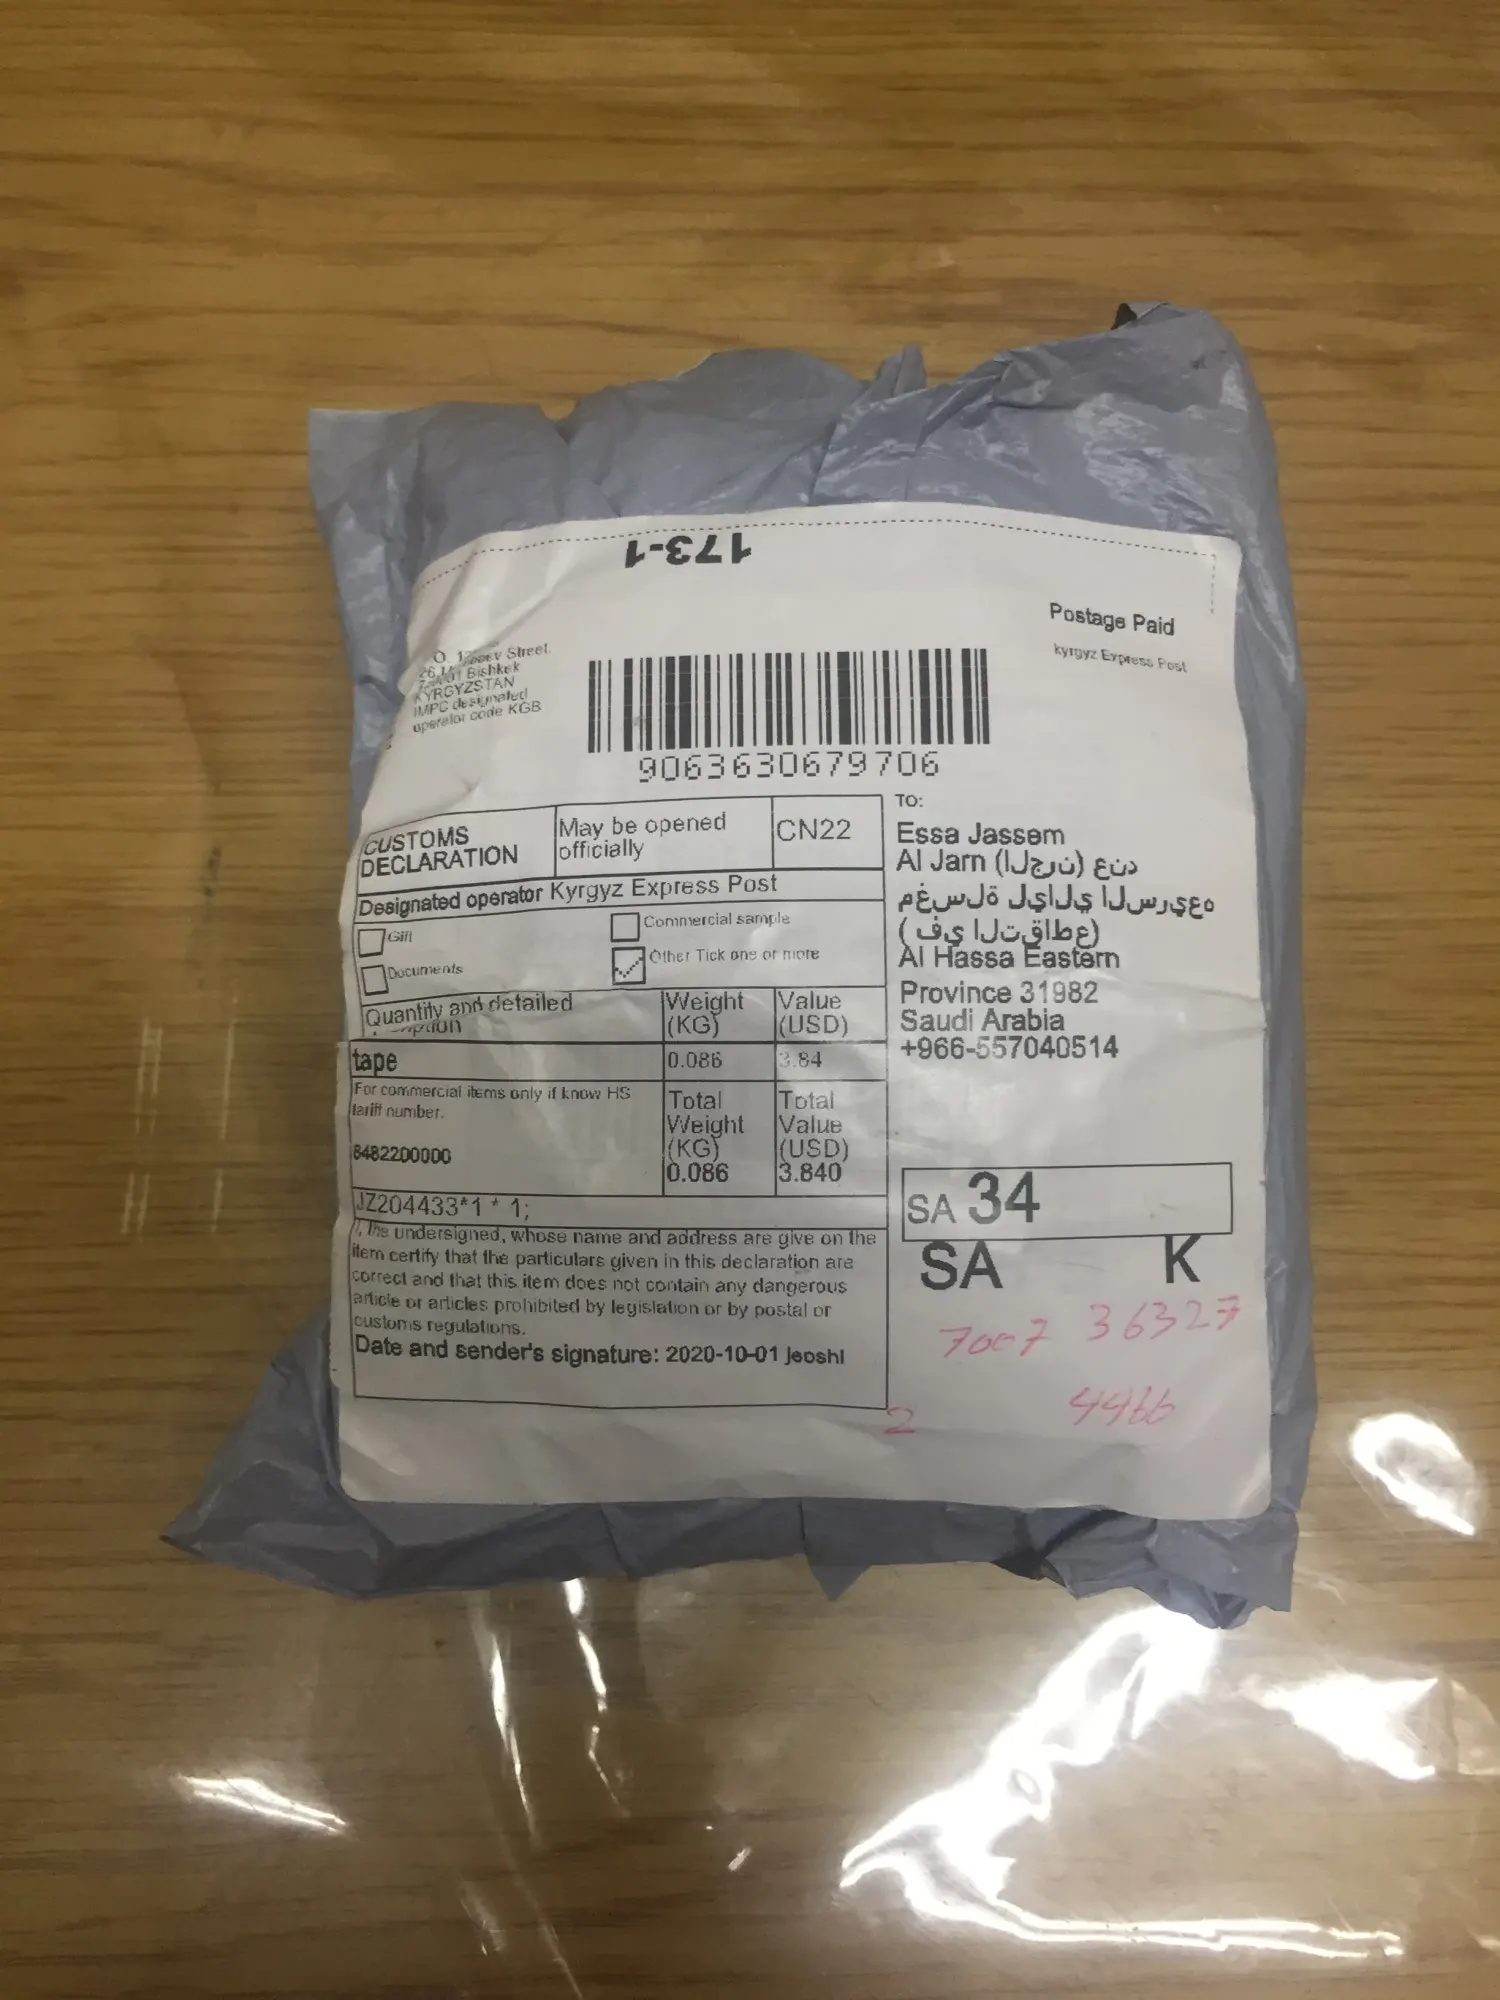 173-1
Postage Paid
kyrgyz Express Post
Street.
Bishkek
KYRGYZSTAN
IMPC designated
operator code KGB
9063630679706
CUSTOMS
DECLARATION
May be opened
officially
CN22
Designated operator Kyrgyz Express Post
Gift
Commercial sample
Documents
Other Tick one or more
Quantity and detailed
Weight
(KG)
Value
(USD)
tape
0.086
3.84
For commercial items only if know HS
tariff number.
8482200000
Total
Weight
(KG)
0.086
Total
Value
(USD)
3.840
JZ204433*1 * 1;
I, the undersigned, whose name and address are give on the
item certify that the particulars given in this declaration are
correct and that this item does not contain any dangerous
article or articles prohibited by legislation or by postal or
customs regulations.
Date and sender's signature: 2020-10-01 jeoshi
TO:
Essa Jassem
Al Jarn (الجرن) عند
مغسلة ليالي السريعه
( في التقاطع)
Al Hassa Eastern
Province 31982
Saudi Arabia
+966-557040514
SA 34
SA K
36327
2